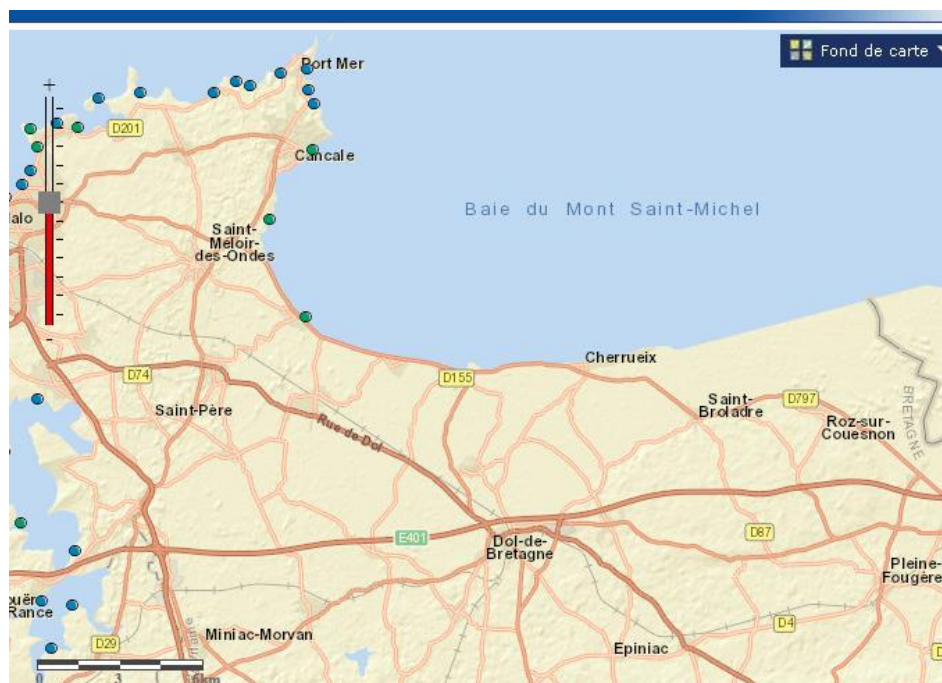 Fond de carte
Port Mer
+
D201
Cancale
alo
Baie du Mont Saint-Michel
Saint-
Méloir-
des-Ondes
-
D74
D155
Cherrueix
Saint-Père
Rue-de-Dol
Saint-
Broladre
D797
Roz-sur-
Couesnon
BRETAGNE
E401
Dol-de-
Bretagne
D87
Pleine-
Fougère
ouër
Rance
Miniac-Morvan
D29
Epiniac
D4
D
0 3 6km